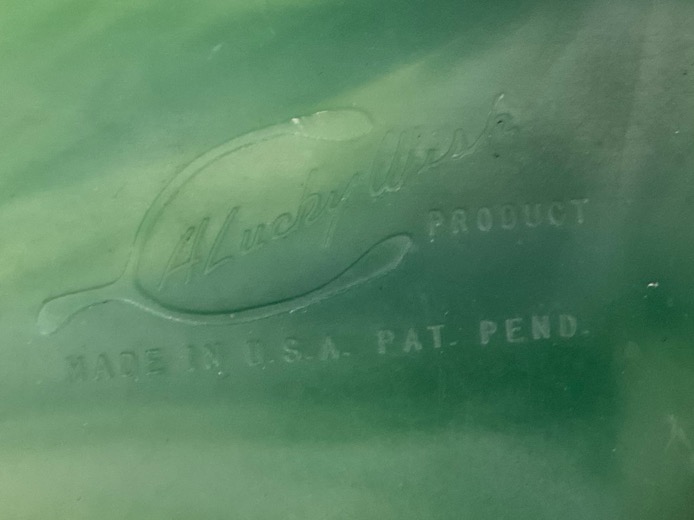 A Lucky Wish
PRODUCT
MADE IN U.S.A. PAT. PEND.